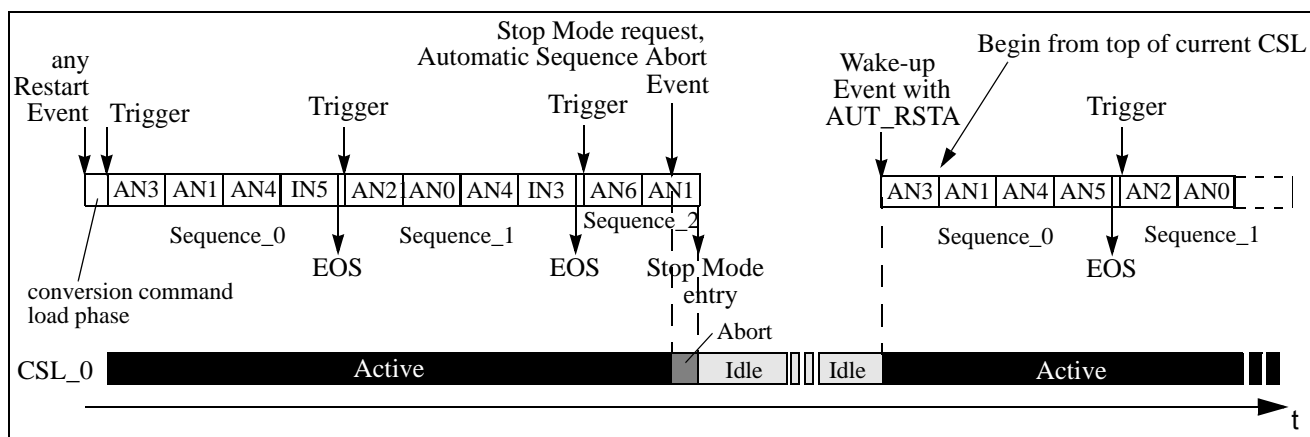 any
Restart
Event
Trigger
Trigger
Stop Mode request,
Automatic Sequence Abort
Event
Trigger
Wake-up
Event with
AUT_RSTA
Begin from top of current CSL
Trigger
AN3 AN1 AN4 IN5 AN21 AN0 AN4 IN3 AN6 AN1
AN3 AN1 AN4 AN5 AN2 AN0
Sequence_0
Sequence_1
Sequence_2
Sequence_0
Sequence_1
EOS
EOS
Stop Mode
entry
EOS
conversion command
load phase
Abort
CSL_0
Active
Idle
Idle
Active
t